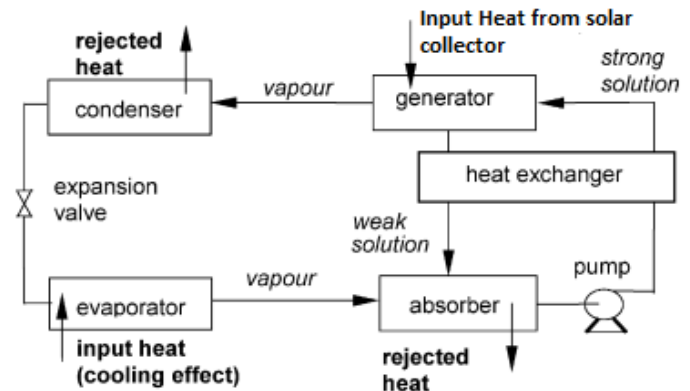 Input Heat from solar
collector
rejected
heat
strong
solution
vapour
generator
condenser
heat exchanger
expansion
valve
weak
solution
vapour
pump
evaporator
absorber
input heat
(cooling effect)
rejected
heat